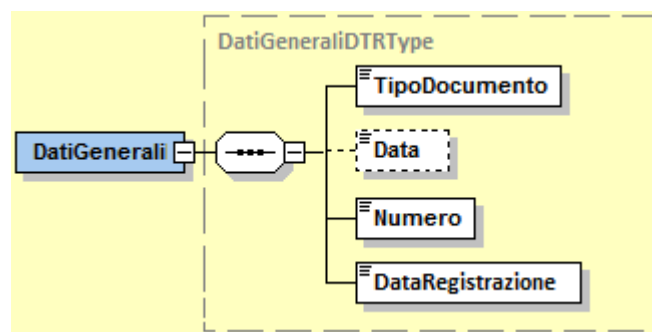 DatiGeneraliDTRType
TipoDocumento
DatiGenerali
Data
Numero
DataRegistrazione